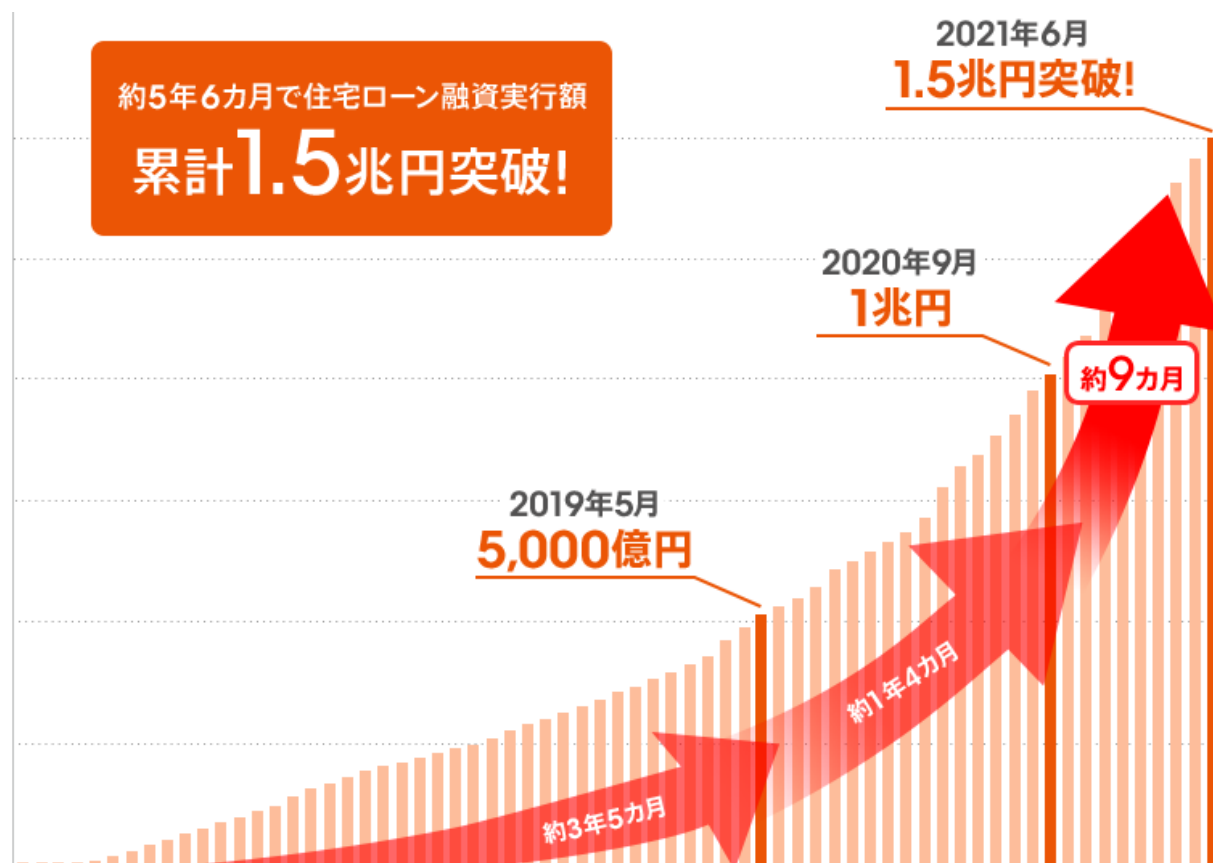 約5年6カ月で住宅ローン融資実行額
累計1.5兆円突破!
2021年6月
1.5兆円突破!
2020年9月
1兆円
約9カ月
2019年5月
5,000億円
約1年4カ月
約3年5カ月